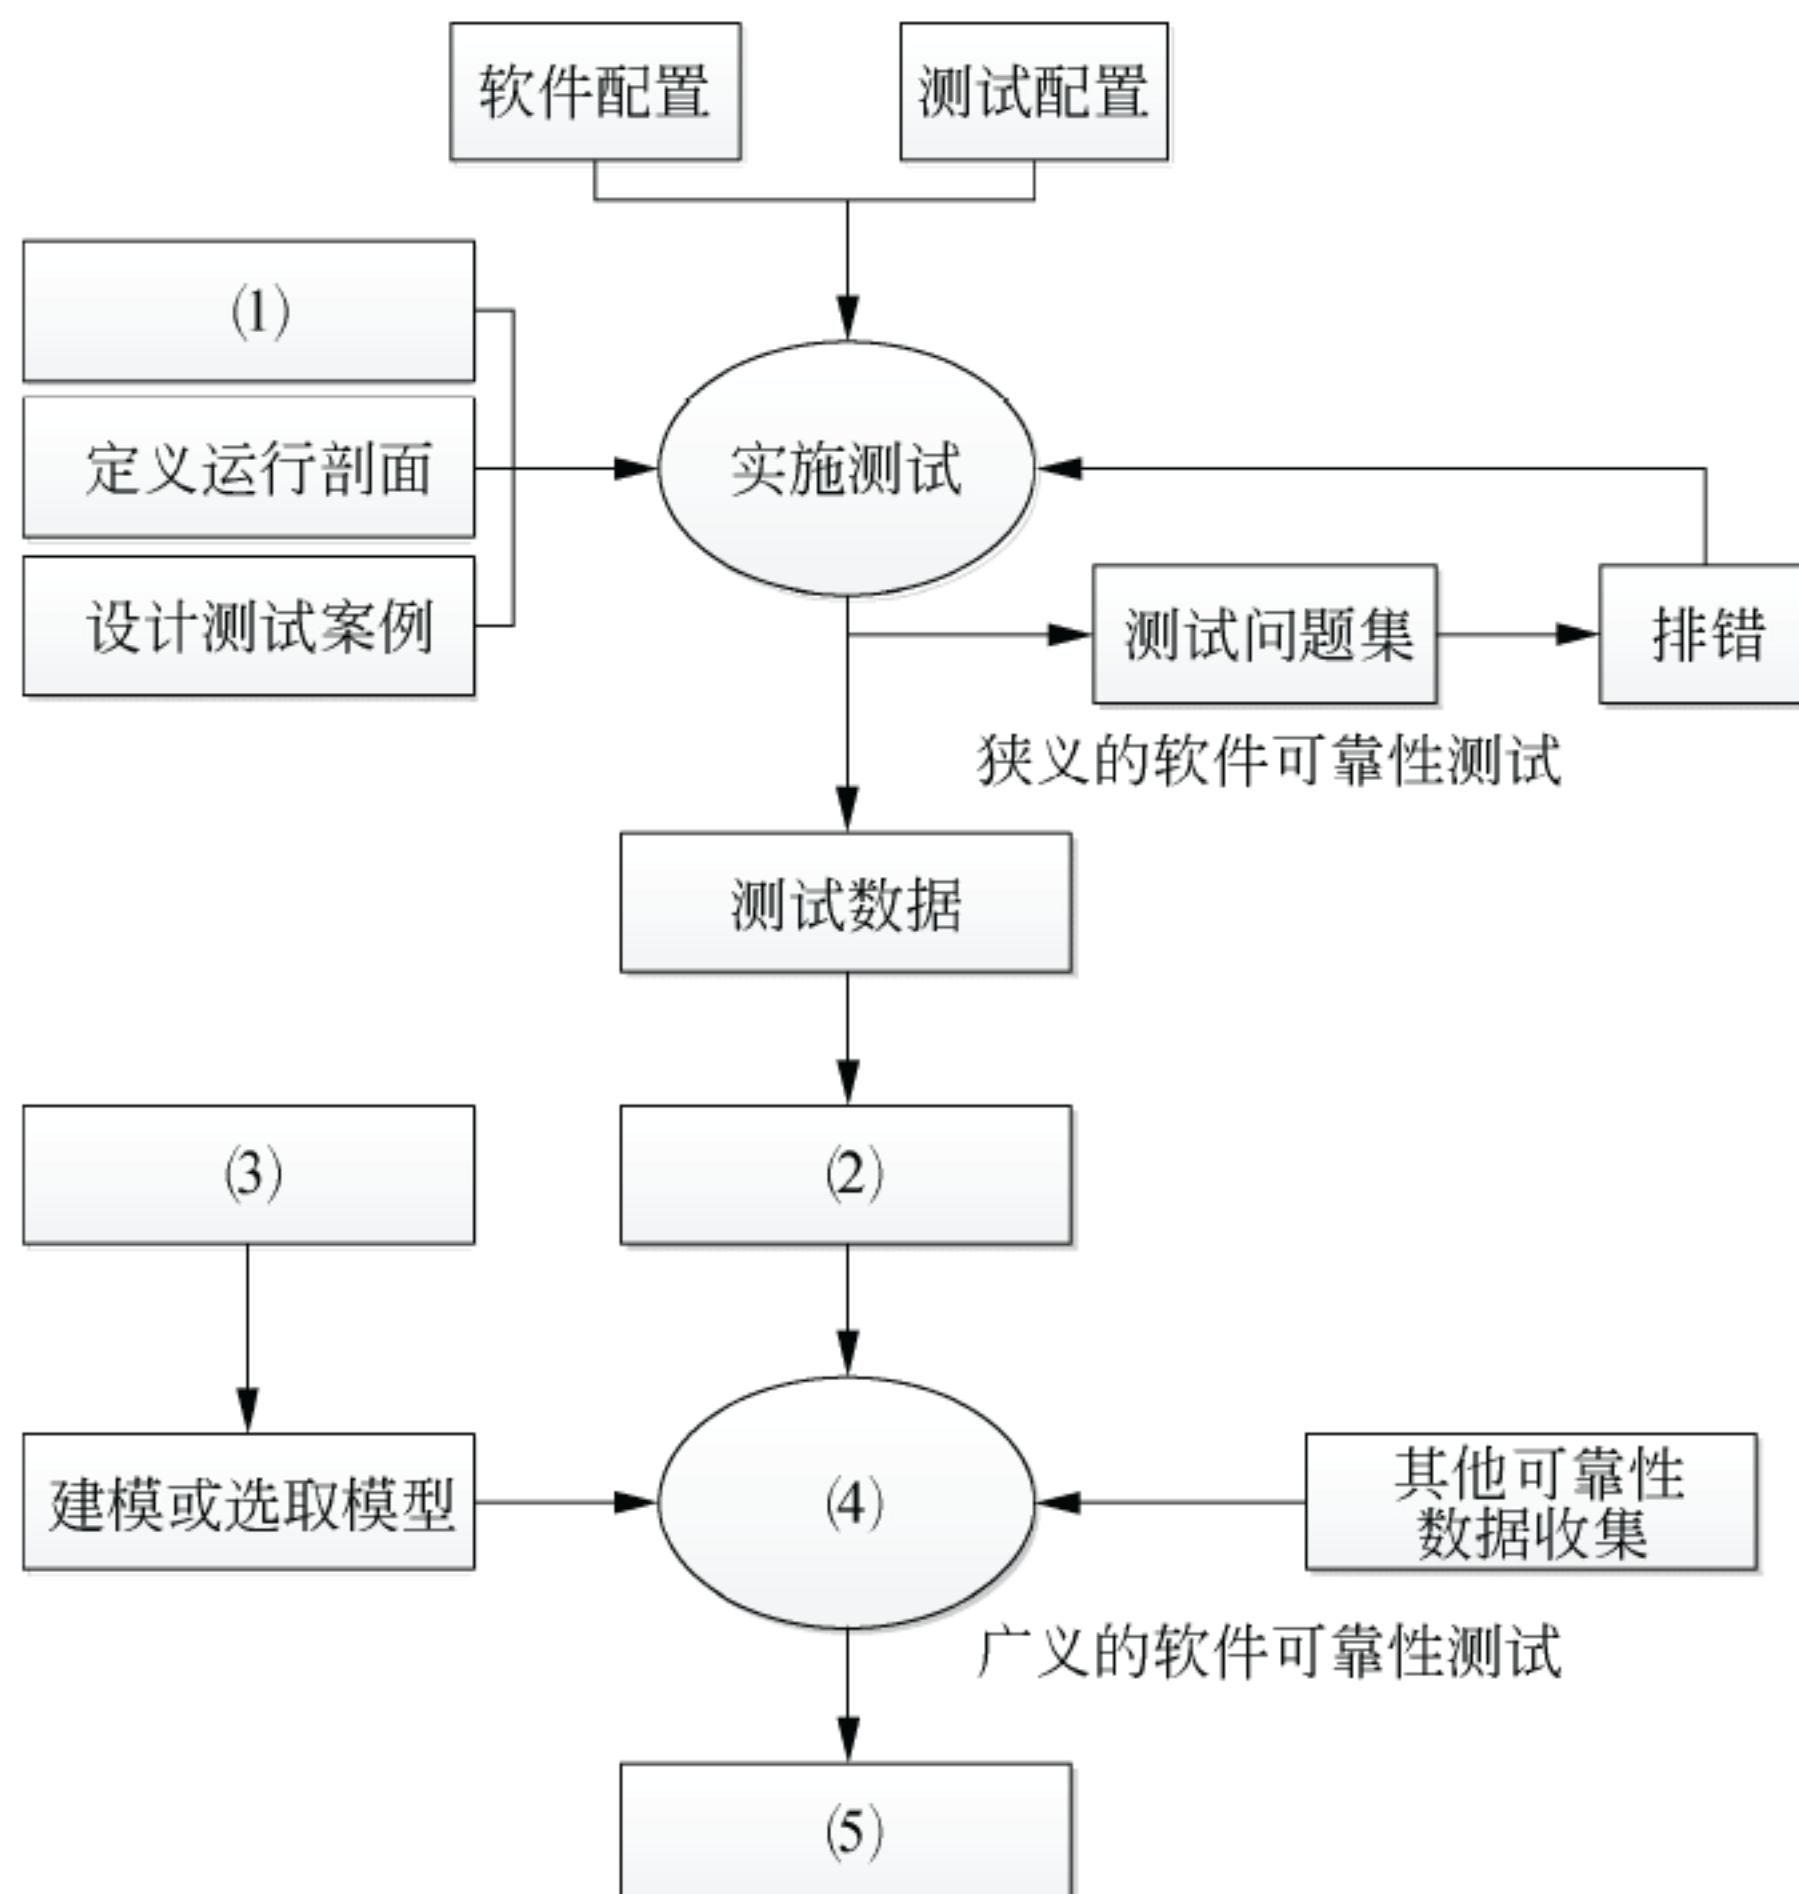 软件配置
测试配置
(1)
定义运行剖面
实施测试
设计测试案例
测试问题集
排错
狭义的软件可靠性测试
测试数据
(3)
(2)
建模或选取模型
(4)
其他可靠性
数据收集
广义的软件可靠性测试
(5)